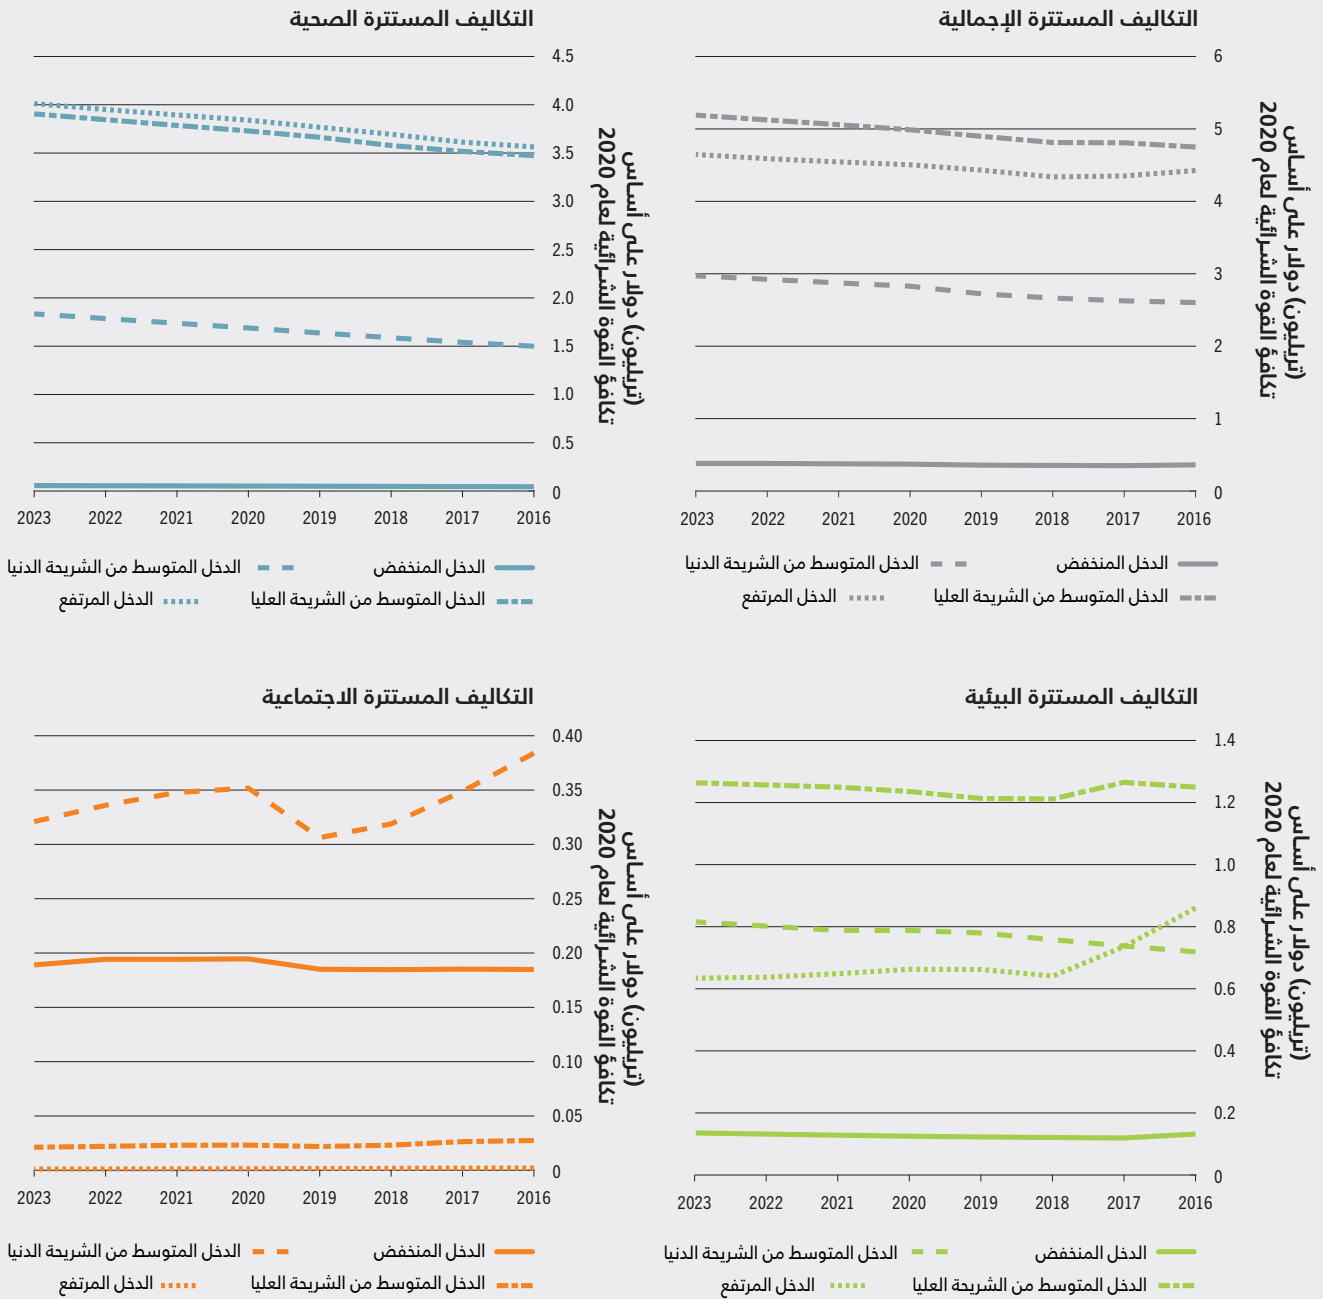 التكاليف المستترة الإجمالية
6
5
4
3
2
1
0
(تريليون) دولار على أساس
تكافؤ القوة الشرائية لعام 2020
2016 2017 2018 2019 2020 2021 2022 2023
الدخل المنخفض الدخل المتوسط من الشريحة الدنيا
الدخل المتوسط من الشريحة العليا الدخل المرتفع
التكاليف المستترة الصحية
4.5
4.0
3.5
3.0
2.5
2.0
1.5
1.0
0.5
0
(تريليون) دولار على أساس
تكافؤ القوة الشرائية لعام 2020
2016 2017 2018 2019 2020 2021 2022 2023
الدخل المنخفض الدخل المتوسط من الشريحة الدنيا
الدخل المتوسط من الشريحة العليا الدخل المرتفع
التكاليف المستترة البيئية
1.4
1.2
1.0
0.8
0.6
0.4
0.2
0
(تريليون) دولار على أساس
تكافؤ القوة الشرائية لعام 2020
2016 2017 2018 2019 2020 2021 2022 2023
الدخل المنخفض الدخل المتوسط من الشريحة الدنيا
الدخل المتوسط من الشريحة العليا الدخل المرتفع
التكاليف المستترة الاجتماعية
0.40
0.35
0.30
0.25
0.20
0.15
0.10
0.05
0
(تريليون) دولار على أساس
تكافؤ القوة الشرائية لعام 2020
2016 2017 2018 2019 2020 2021 2022 2023
الدخل المنخفض الدخل المتوسط من الشريحة الدنيا
الدخل المتوسط من الشريحة العليا الدخل المرتفع